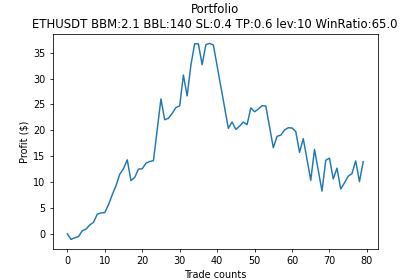 Portfolio
ETHUSDT BBM:2.1 BBL:140 SL:0.4 TP:0.6 lev:10 WinRatio:65.0
35
30
25
20
15
10
5
0
Profit ($)
0 10 20 30 40 50 60 70 80
Trade counts